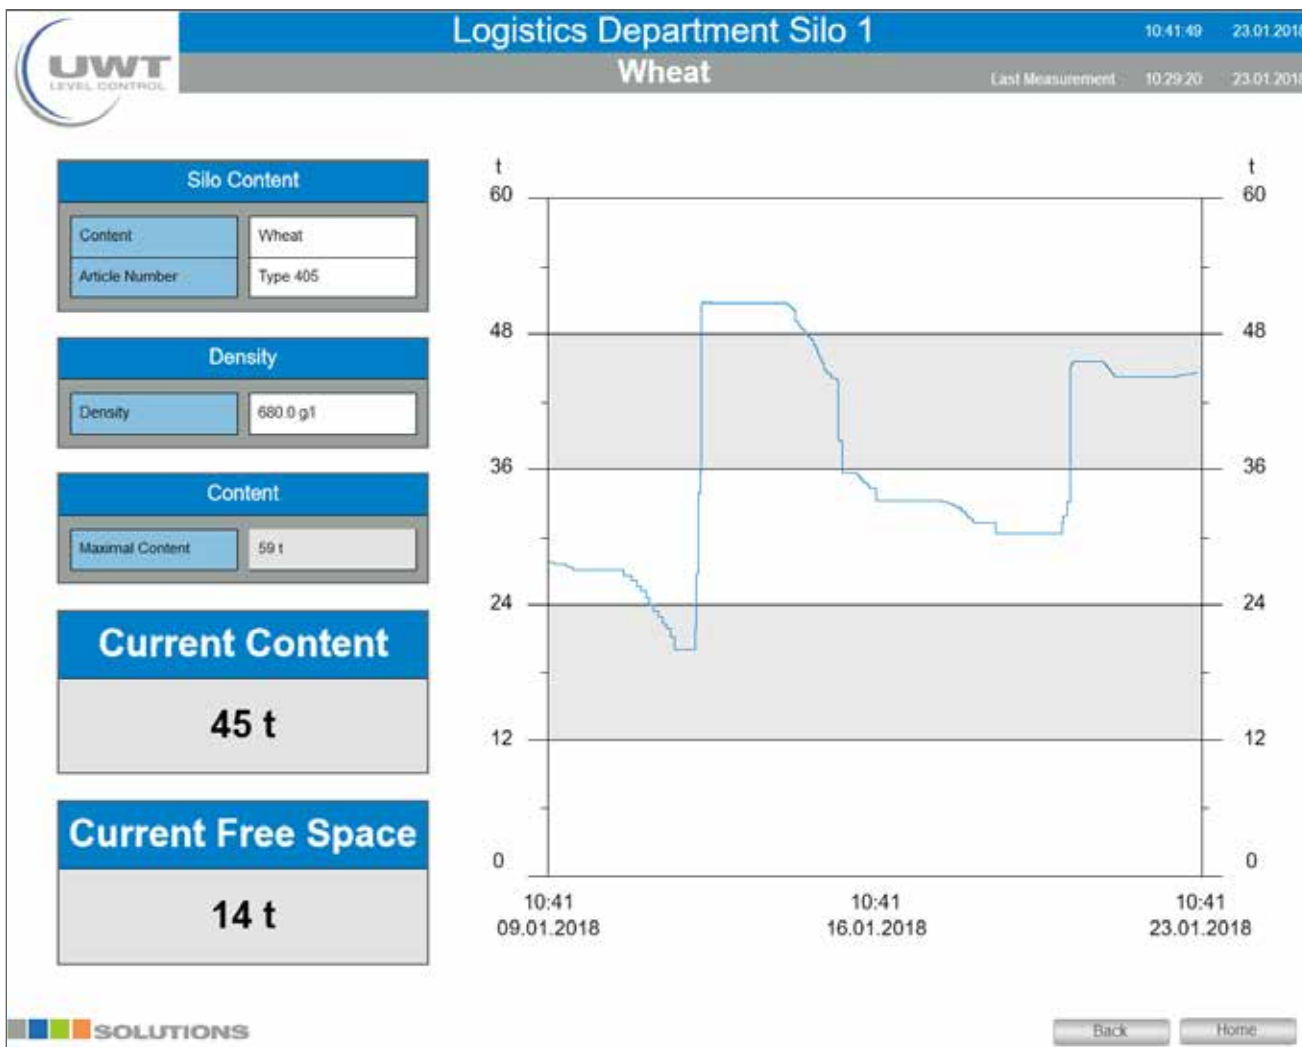 Logistics Department Silo 1
10:41:49 23.01.2018
UWT
LEVEL CONTROL
Wheat
Last Measurement 10:29:20 23.01.2018
Silo Content
Content Wheat
Article Number Type 405
Density
Density 680.0 g/l
Content
Maximal Content 59 t
Current Content
45 t
Current Free Space
14 t
t t
60 60
48 48
36 36
24 24
12 12
0 0
10:41 10:41 10:41
09.01.2018 16.01.2018 23.01.2018
SOLUTIONS
Back Home